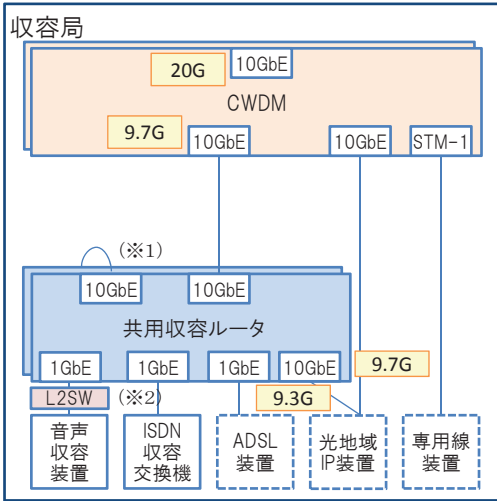 収容局
20G
10GbE
CWDM
9.7G
10GbE
10GbE
STM-1
(※1)
10GbE
10GbE
共用収容ルータ
1GbE
1GbE
1GbE
10GbE
9.7G
L2SW
(※2)
9.3G
音声
収容
装置
ISDN
収容
交換機
ADSL
装置
光地域
IP装置
専用線
装置